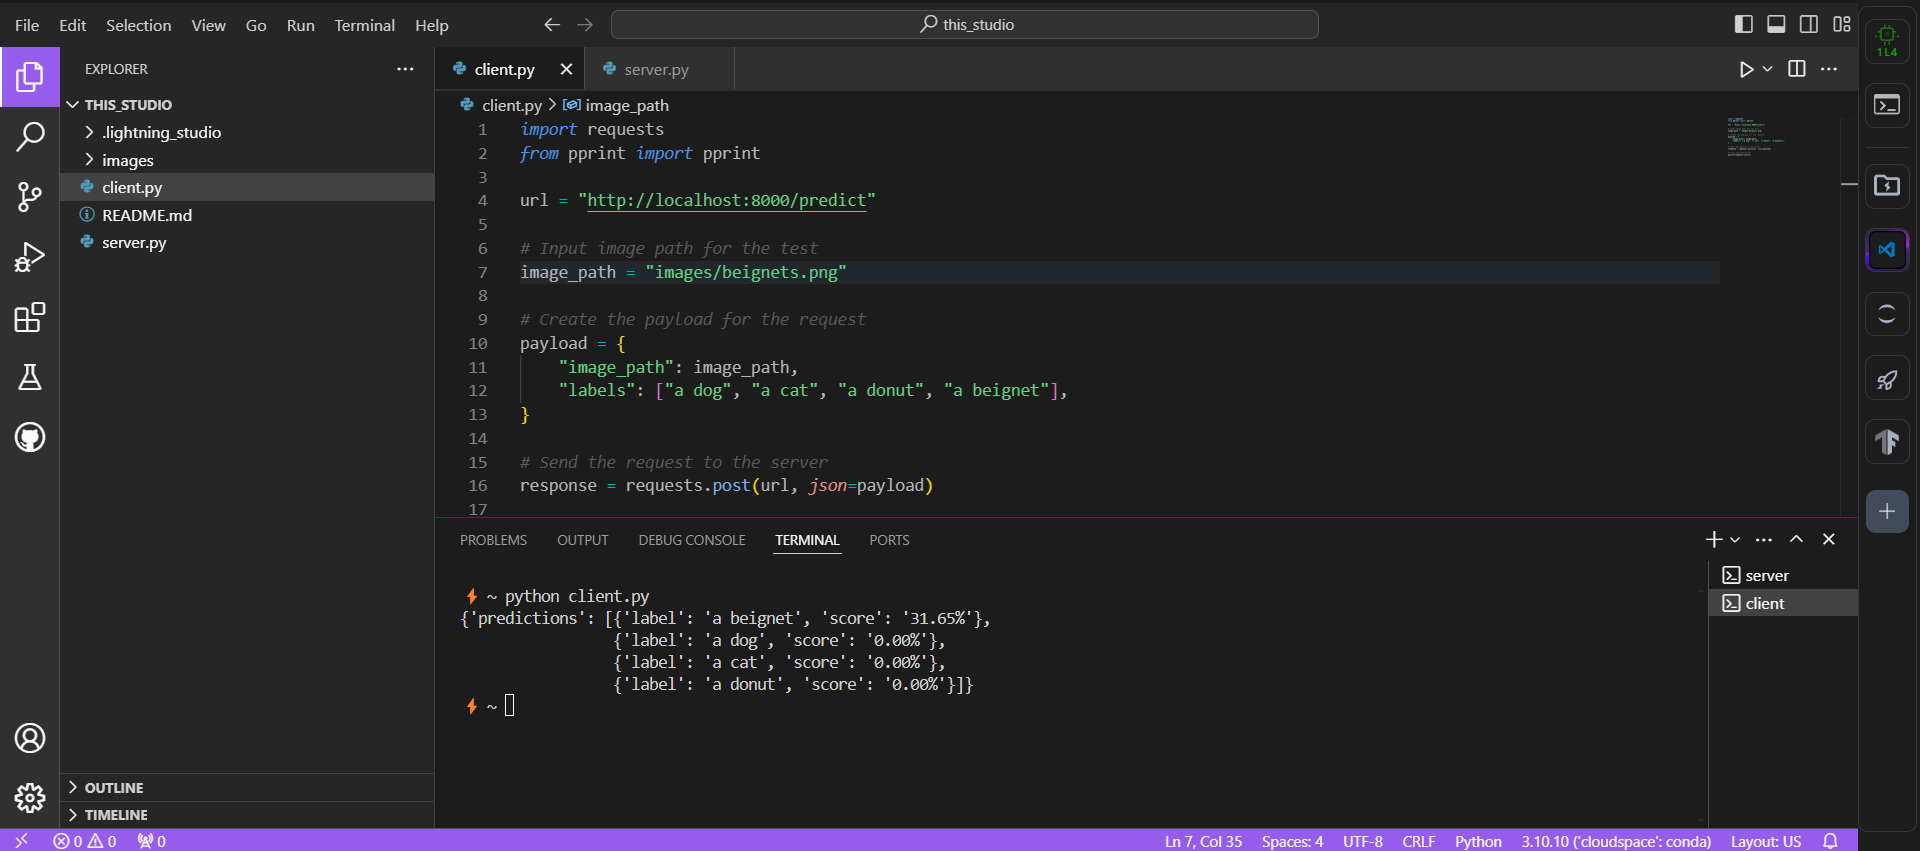 File Edit Selection View Go Run Terminal Help
this_studio
1 L4
EXPLORER
THIS_STUDIO
.lightning_studio
images
client.py
README.md
server.py
OUTLINE
TIMELINE
client.py server.py
client.py image_path
1 import requests
2 from pprint import pprint
3
4 url = "http://localhost:8000/predict"
5
6 # Input image path for the test
7 image_path = "images/beignets.png"
8
9 # Create the payload for the request
10 payload = {
11 "image_path": image_path,
12 "labels": ["a dog", "a cat", "a donut", "a beignet"],
13 }
14
15 # Send the request to the server
16 response = requests.post(url, json=payload)
17
PROBLEMS OUTPUT DEBUG CONSOLE TERMINAL PORTS
~ python client.py
{'predictions': [{'label': 'a beignet', 'score': '31.65%'},
{'label': 'a dog', 'score': '0.00%'},
{'label': 'a cat', 'score': '0.00%'},
{'label': 'a donut', 'score': '0.00%'}]}
~
server
client
0 0 0
Ln 7, Col 35 Spaces: 4 UTF-8 CRLF Python 3.10.10 ('cloudspace': conda) Layout: US